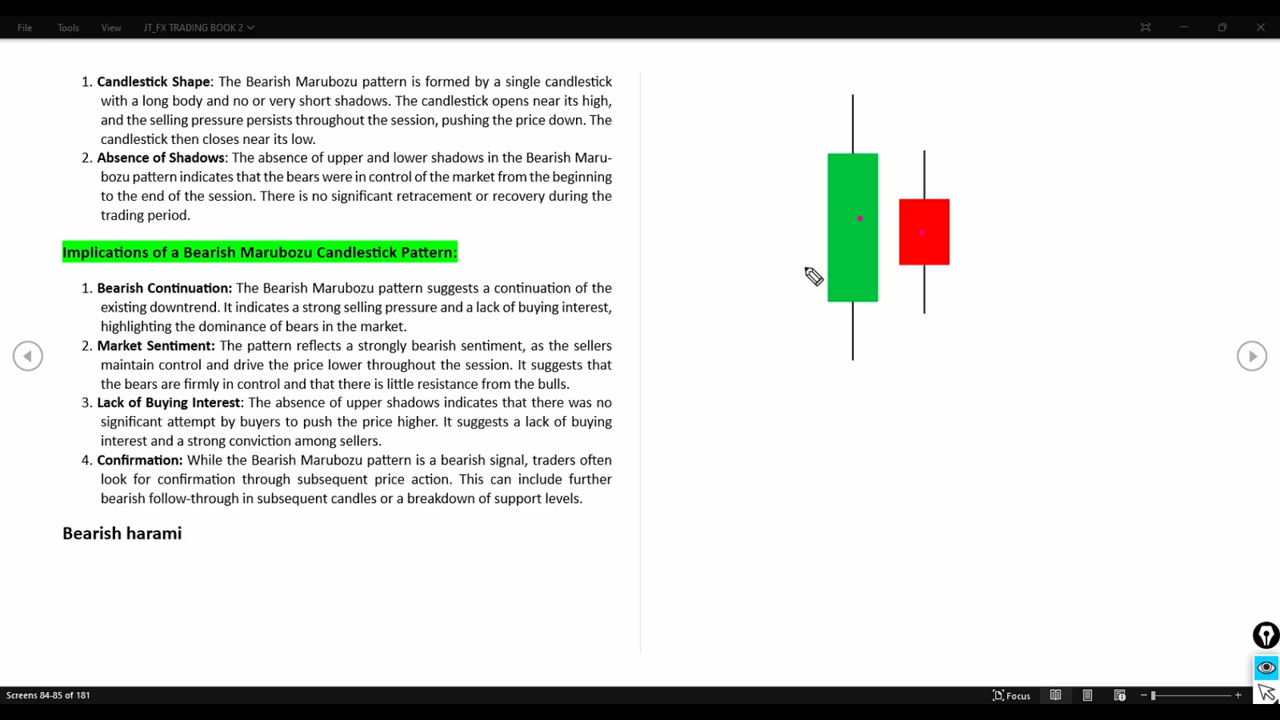 File Tools View JT_FX TRADING BOOK 2
1. Candlestick Shape: The Bearish Marubozu pattern is formed by a single candlestick
with a long body and no or very short shadows. The candlestick opens near its high,
and the selling pressure persists throughout the session, pushing the price down. The
candlestick then closes near its low.
2. Absence of Shadows: The absence of upper and lower shadows in the Bearish Maru-
bozu pattern indicates that the bears were in control of the market from the beginning
to the end of the session. There is no significant retracement or recovery during the
trading period.
Implications of a Bearish Marubozu Candlestick Pattern:
1. Bearish Continuation: The Bearish Marubozu pattern suggests a continuation of the
existing downtrend. It indicates a strong selling pressure and a lack of buying interest,
highlighting the dominance of bears in the market.
2. Market Sentiment: The pattern reflects a strongly bearish sentiment, as the sellers
maintain control and drive the price lower throughout the session. It suggests that
the bears are firmly in control and that there is little resistance from the bulls.
3. Lack of Buying Interest: The absence of upper shadows indicates that there was no
significant attempt by buyers to push the price higher. It suggests a lack of buying
interest and a strong conviction among sellers.
4. Confirmation: While the Bearish Marubozu pattern is a bearish signal, traders often
look for confirmation through subsequent price action. This can include further
bearish follow-through in subsequent candles or a breakdown of support levels.
Bearish harami
Screens 84-85 of 181 Focus